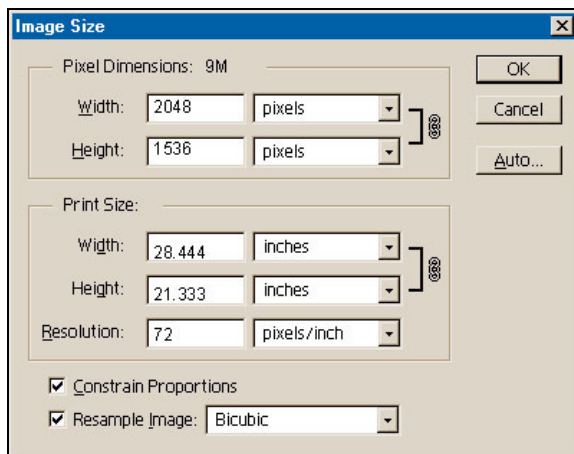 Image Size
Pixel Dimensions: 9M
OK
Width: 2048 pixels
Cancel
Height: 1536 pixels
Auto...
Print Size:
Width: 28.444 inches
Height: 21.333 inches
Resolution: 72 pixels/inch
Constrain Proportions
Resample Image: Bicubic